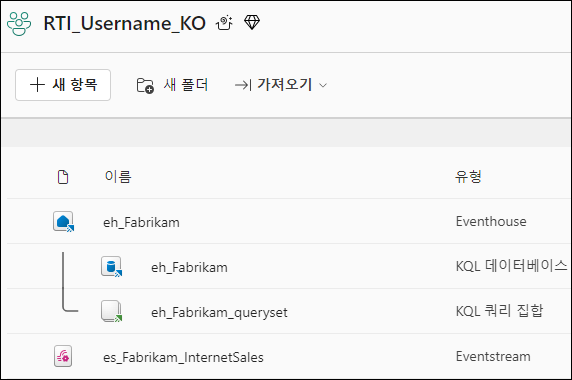 RTI_Username_KO
새 항목 새 폴더 가져오기
이름 유형
eh_Fabrikam Eventhouse
eh_Fabrikam KQL 데이터베이스
eh_Fabrikam_queryset KQL 쿼리 집합
es_Fabrikam_InternetSales Eventstream